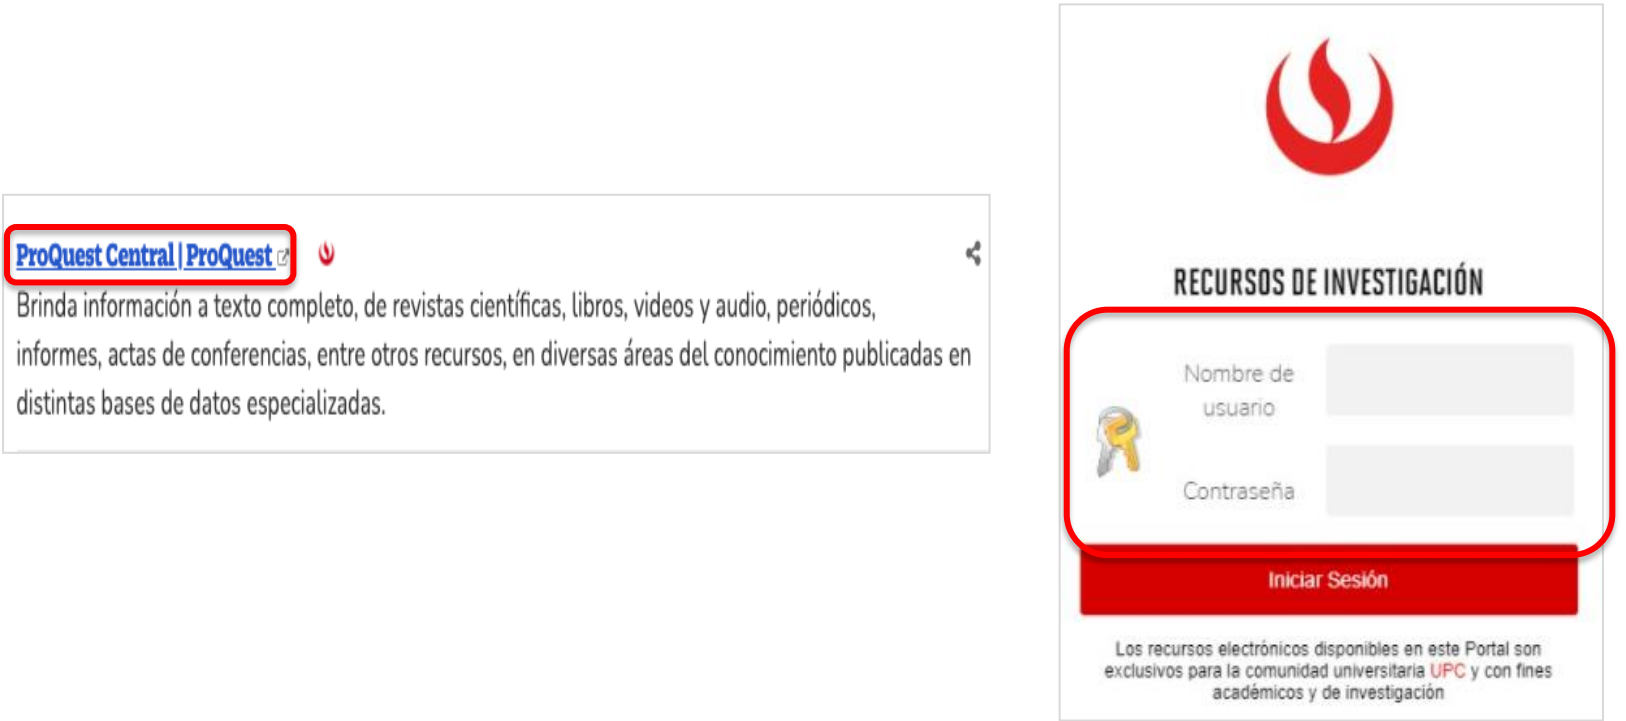 ProQuest Central | ProQuest
Brinda información a texto completo, de revistas científicas, libros, videos y audio, periódicos,
informes, actas de conferencias, entre otros recursos, en diversas áreas del conocimiento publicadas en
distintas bases de datos especializadas.
RECURSOS DE INVESTIGACIÓN
Nombre de
usuario
Contraseña
Iniciar Sesión
Los recursos electrónicos disponibles en este Portal son
exclusivos para la comunidad universitaria UPC y con fines
académicos y de investigación